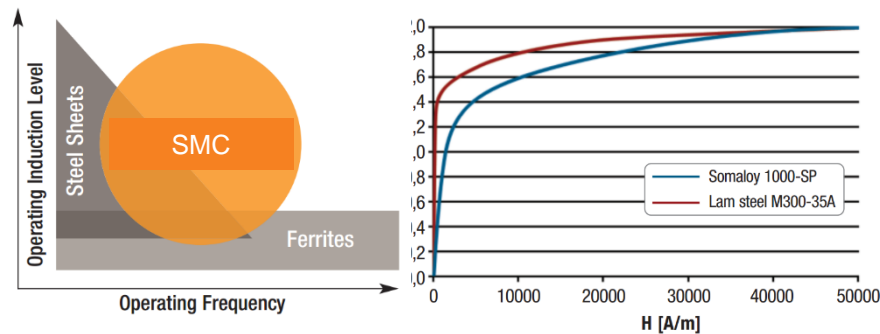 Operating Induction Level
Steel Sheets
SMC
Ferrites
Operating Frequency
,0
,8
,6
,4
,2
,0
,8
,6
,4
,2
,0
Somaloy 1000-SP
Lam steel M300-35A
0 10000 20000 30000 40000 50000
H [A/m]